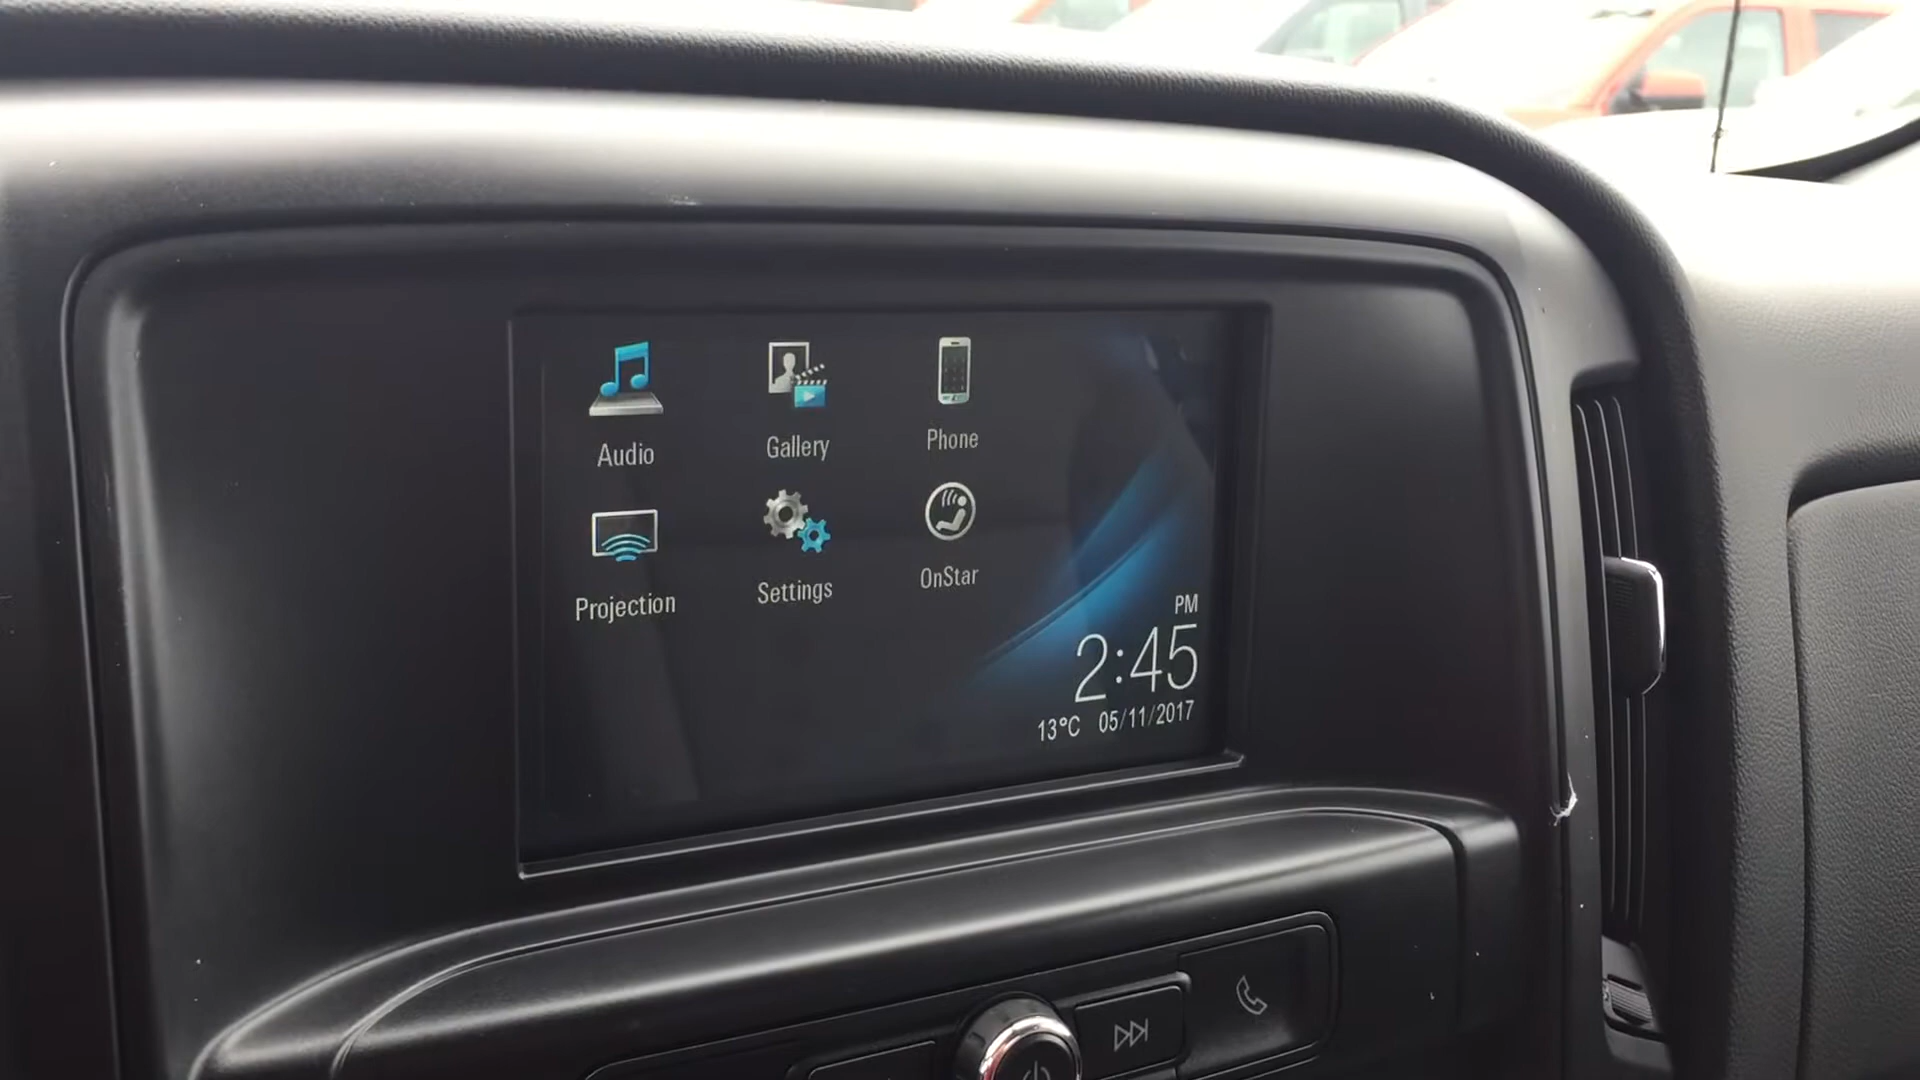 Audio
Gallery
Phone
Projection
Settings
OnStar
PM
2:45
13°C 05/11/2017